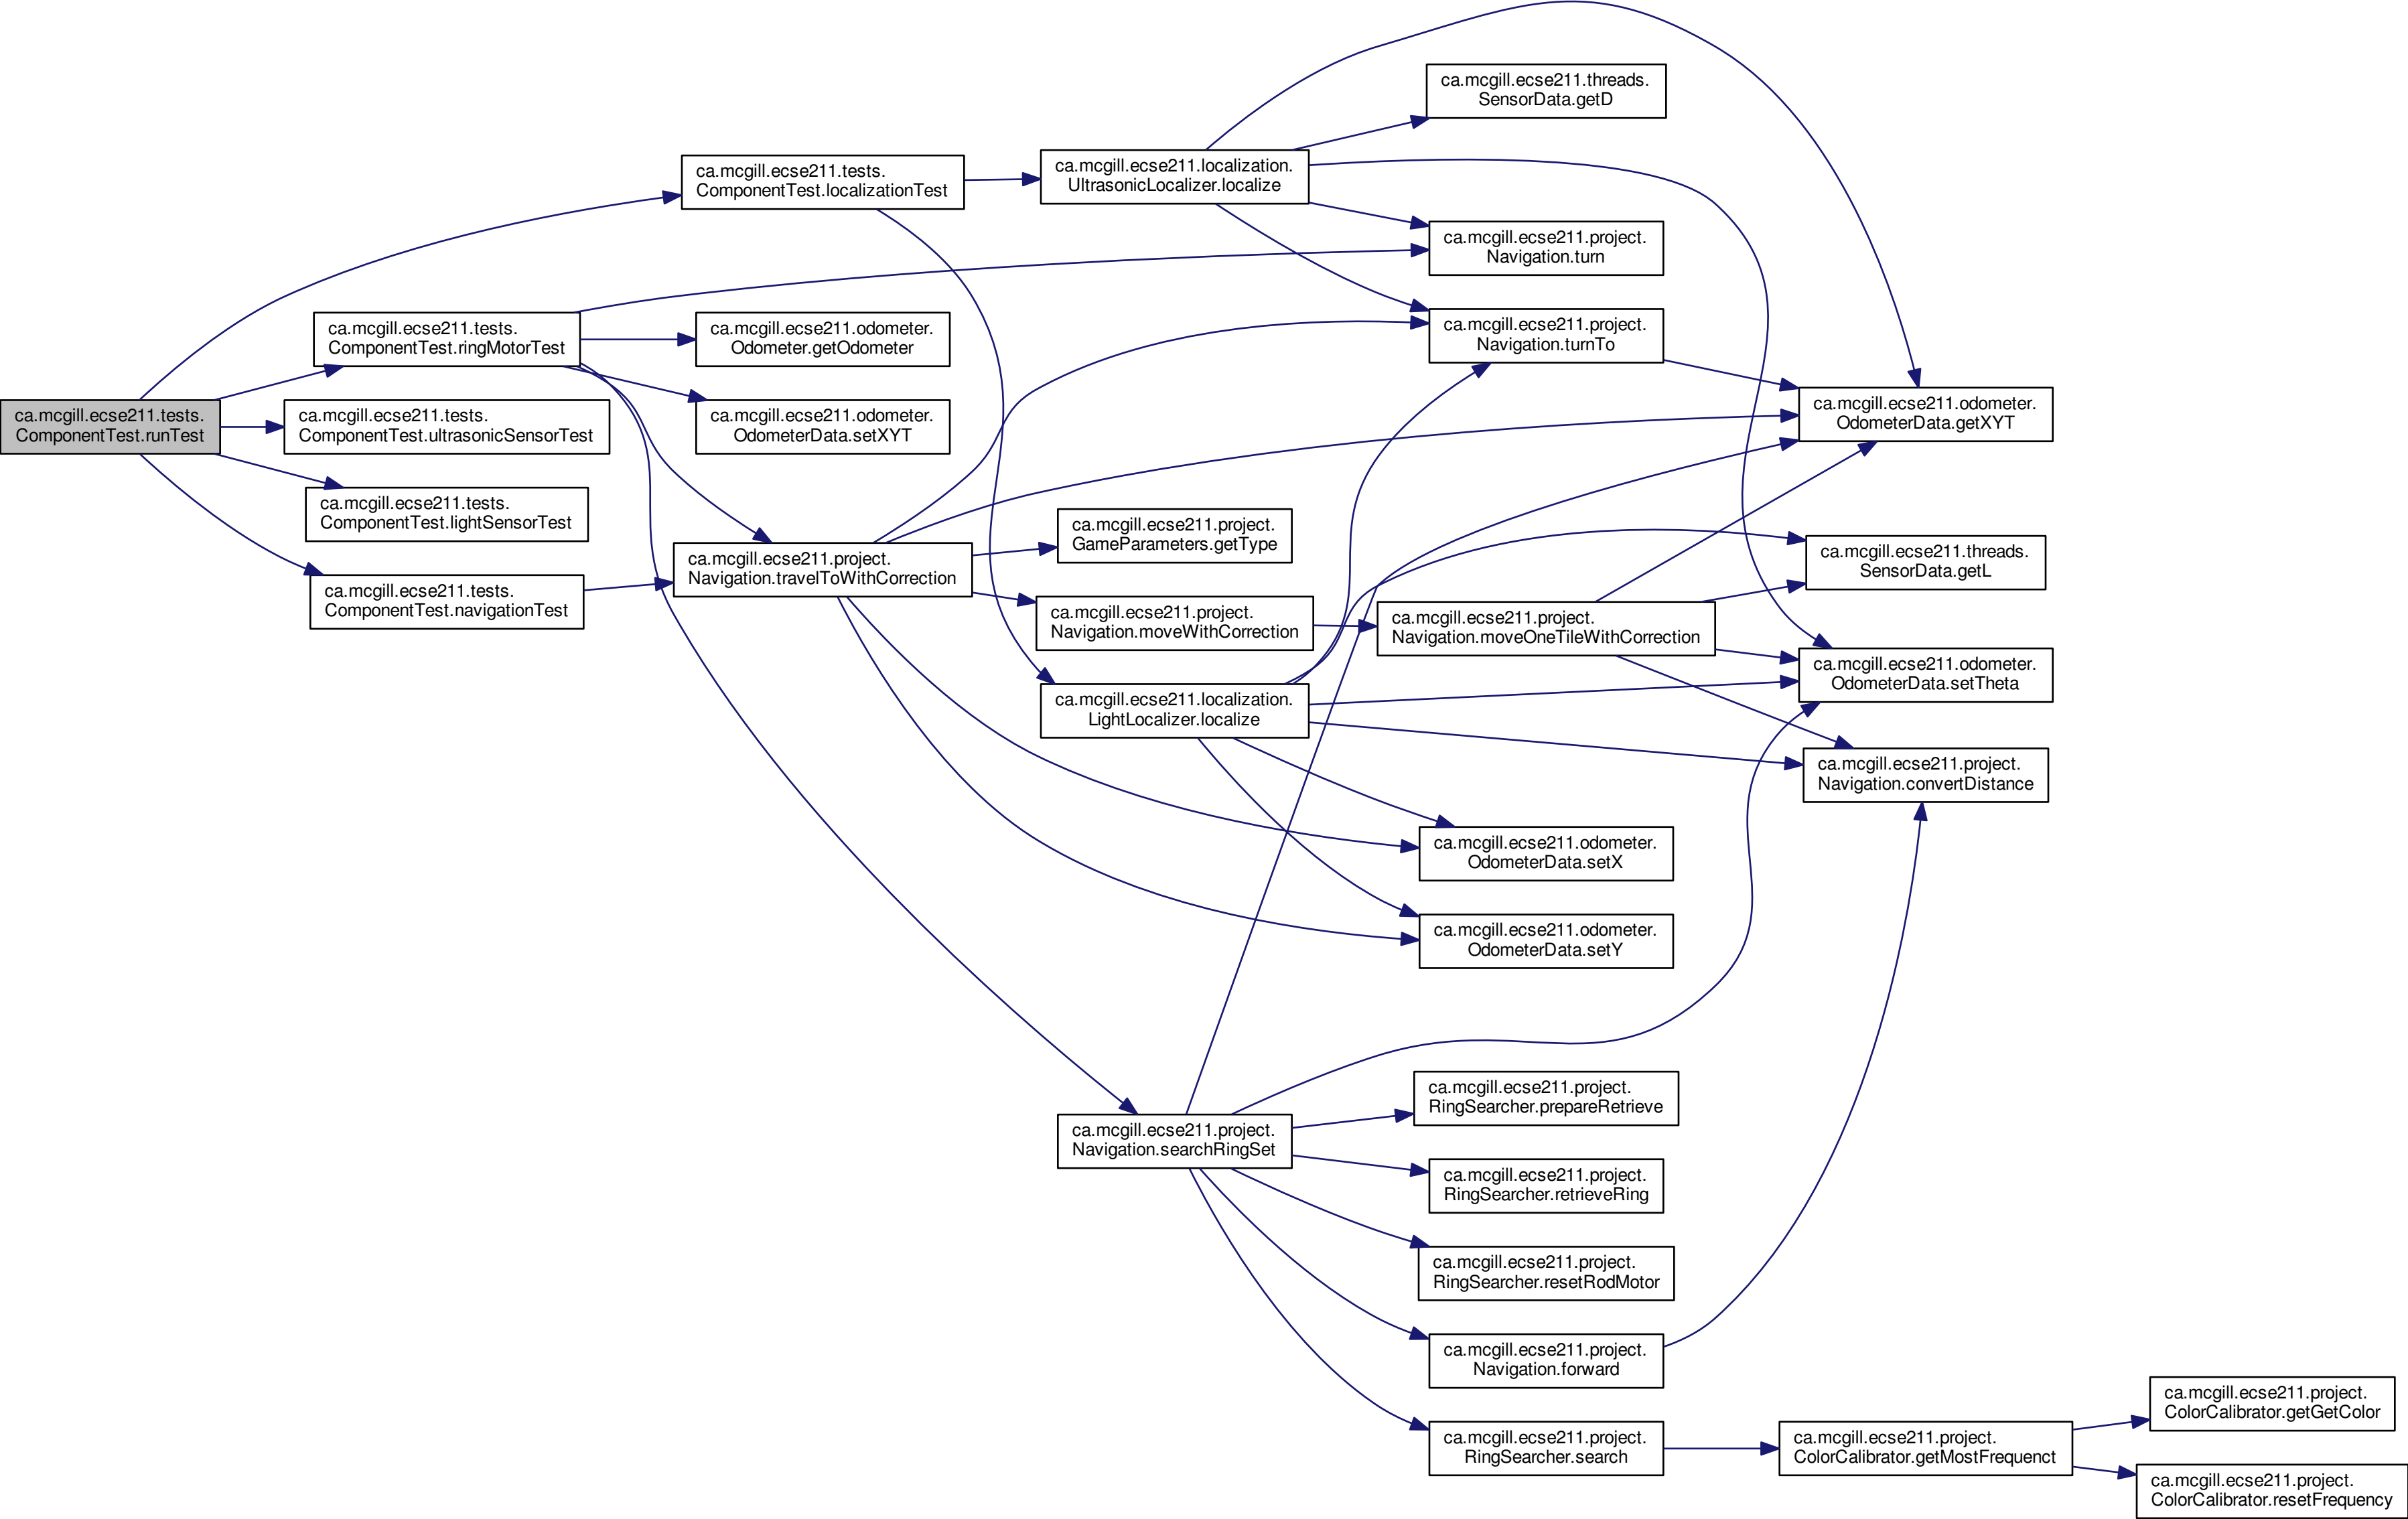 ca.mcgill.ecse211.tests.
ComponentTest.runTest
ca.mcgill.ecse211.tests.
ComponentTest.localizationTest
ca.mcgill.ecse211.tests.
ComponentTest.ringMotorTest
ca.mcgill.ecse211.tests.
ComponentTest.ultrasonicSensorTest
ca.mcgill.ecse211.tests.
ComponentTest.lightSensorTest
ca.mcgill.ecse211.tests.
ComponentTest.navigationTest
ca.mcgill.ecse211.odometer.
Odometer.getOdometer
ca.mcgill.ecse211.odometer.
OdometerData.setXYT
ca.mcgill.ecse211.project.
Navigation.travelToWithCorrection
ca.mcgill.ecse211.localization.
UltrasonicLocalizer.localize
ca.mcgill.ecse211.project.
GameParameters.getType
ca.mcgill.ecse211.project.
Navigation.moveWithCorrection
ca.mcgill.ecse211.localization.
LightLocalizer.localize
ca.mcgill.ecse211.project.
Navigation.searchRingSet
ca.mcgill.ecse211.threads.
SensorData.getD
ca.mcgill.ecse211.project.
Navigation.turn
ca.mcgill.ecse211.project.
Navigation.turnTo
ca.mcgill.ecse211.project.
Navigation.moveOneTileWithCorrection
ca.mcgill.ecse211.odometer.
OdometerData.setX
ca.mcgill.ecse211.odometer.
OdometerData.setY
ca.mcgill.ecse211.project.
RingSearcher.prepareRetrieve
ca.mcgill.ecse211.project.
RingSearcher.retrieveRing
ca.mcgill.ecse211.project.
RingSearcher.resetRodMotor
ca.mcgill.ecse211.project.
Navigation.forward
ca.mcgill.ecse211.project.
RingSearcher.search
ca.mcgill.ecse211.odometer.
OdometerData.getXYT
ca.mcgill.ecse211.threads.
SensorData.getL
ca.mcgill.ecse211.odometer.
OdometerData.setTheta
ca.mcgill.ecse211.project.
Navigation.convertDistance
ca.mcgill.ecse211.project.
ColorCalibrator.getMostFrequenct
ca.mcgill.ecse211.project.
ColorCalibrator.getGetColor
ca.mcgill.ecse211.project.
ColorCalibrator.resetFrequency